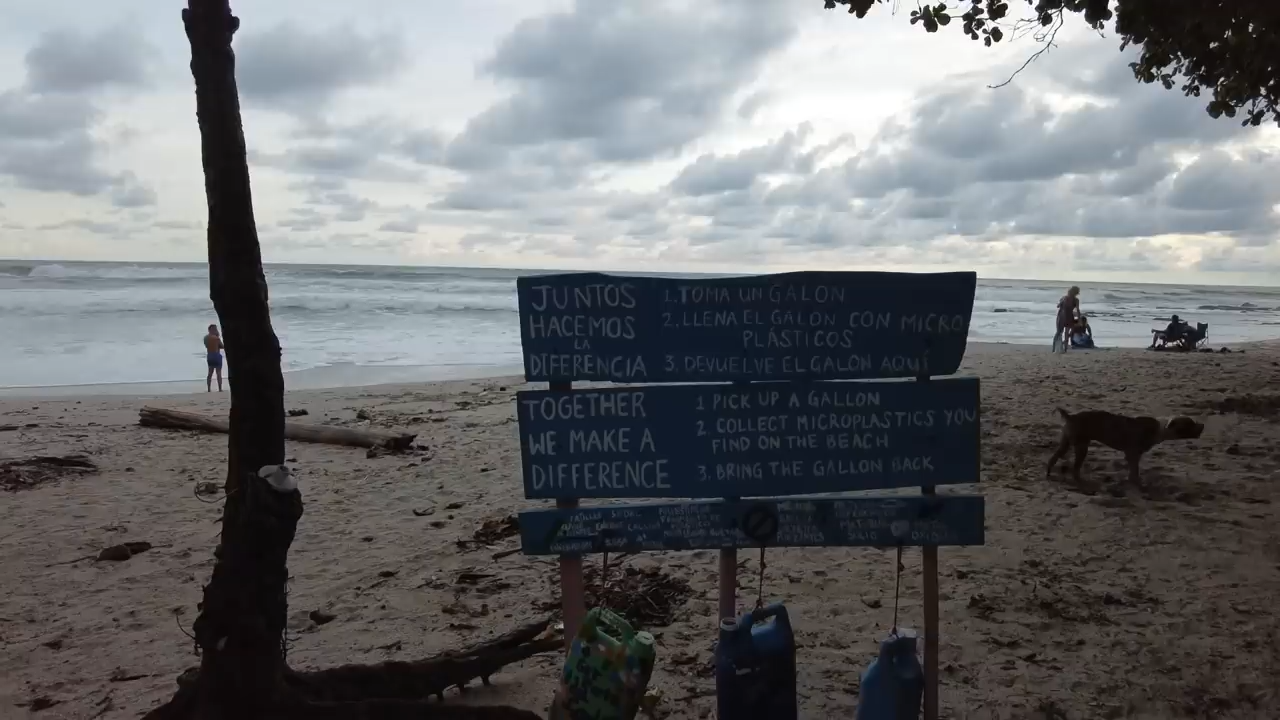 JUNTOS
HACEMOS
LA
DIFERENCIA
1. TOMA UN GALON
2. LLENA EL GALON CON MICRO
PLASTICOS
3. DEVUELVE EL GALON AQUÍ
TOGETHER
WE MAKE A
DIFFERENCE
1 PICK UP A GALLON
2 COLLECT MICROPLASTICS YOU
FIND ON THE BEACH
3. BRING THE GALLON BACK